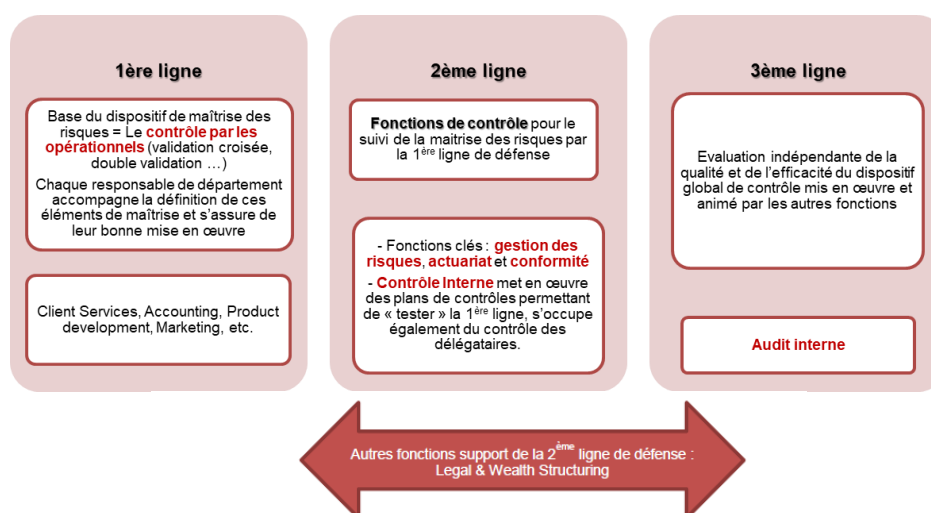 1ère ligne
Base du dispositif de maîtrise des
risques = Le contrôle par les
opérationnels (validation croisée,
double validation …)
Chaque responsable de département
accompagne la définition de ces
éléments de maîtrise et s’assure de
leur bonne mise en œuvre
Client Services, Accounting, Product
development, Marketing, etc.
2ème ligne
Fonctions de contrôle pour le
suivi de la maitrise des risques par
la 1ère ligne de défense
- Fonctions clés : gestion des
risques, actuariat et conformité
- Contrôle Interne met en œuvre
des plans de contrôles permettant
de « tester » la 1ère ligne, s’occupe
également du contrôle des
délégataires.
3ème ligne
Evaluation indépendante de la
qualité et de l’efficacité du dispositif
global de contrôle mis en œuvre et
animé par les autres fonctions
Audit interne
Autres fonctions support de la 2ème ligne de défense :
Legal & Wealth Structuring